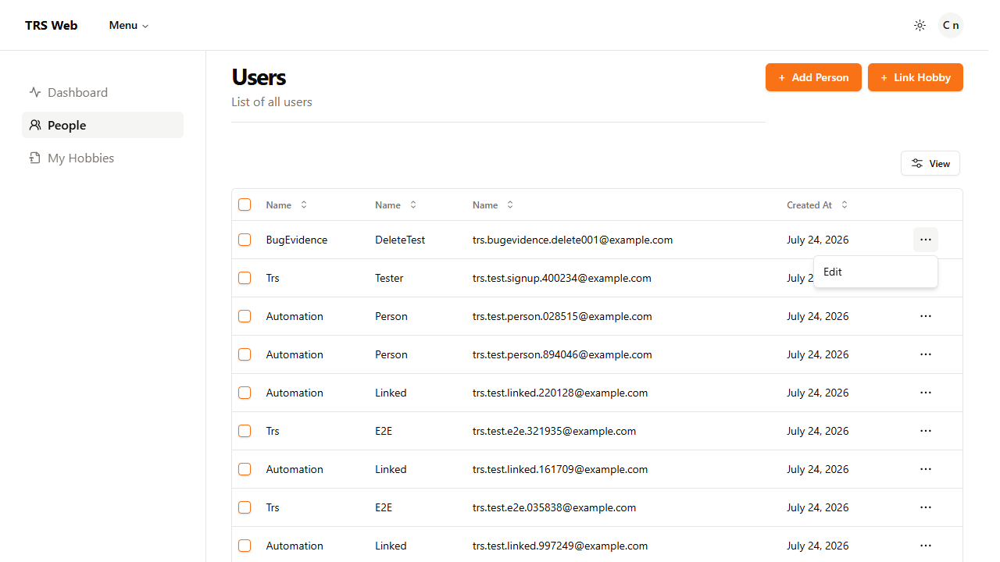 TRS Web Menu C n
Dashboard
People
My Hobbies
Users
List of all users
+ Add Person + Link Hobby
View
Name Name Name Created At
BugEvidence DeleteTest trs.bugevidence.delete001@example.com July 24, 2026 ...
Edit
Trs Tester trs.test.signup.400234@example.com July 2
Automation Person trs.test.person.028515@example.com July 24, 2026 ...
Automation Person trs.test.person.894046@example.com July 24, 2026 ...
Automation Linked trs.test.linked.220128@example.com July 24, 2026 ...
Trs E2E trs.test.e2e.321935@example.com July 24, 2026 ...
Automation Linked trs.test.linked.161709@example.com July 24, 2026 ...
Trs E2E trs.test.e2e.035838@example.com July 24, 2026 ...
Automation Linked trs.test.linked.997249@example.com July 24, 2026 ...